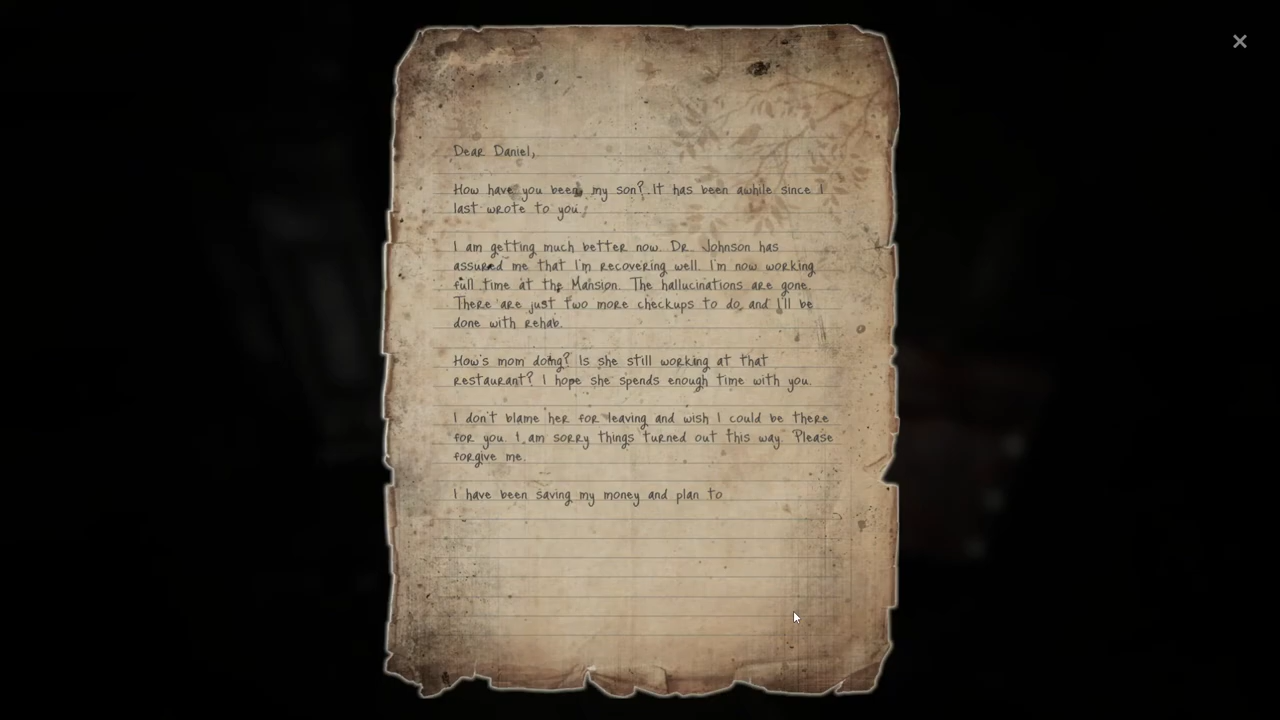 Dear Daniel,
How have you been, my son? It has been awhile since I
last wrote to you.
I am getting much better now. Dr. Johnson has
assured me that I'm recovering well. I'm now working
full time at the Mansion. The hallucinations are gone.
There are just two more checkups to do and I'll be
done with rehab.
How's mom doing? Is she still working at that
restaurant? I hope she spends enough time with you.
I don't blame her for leaving and wish I could be there
for you. I am sorry things turned out this way. Please
forgive me.
I have been saving my money and plan to